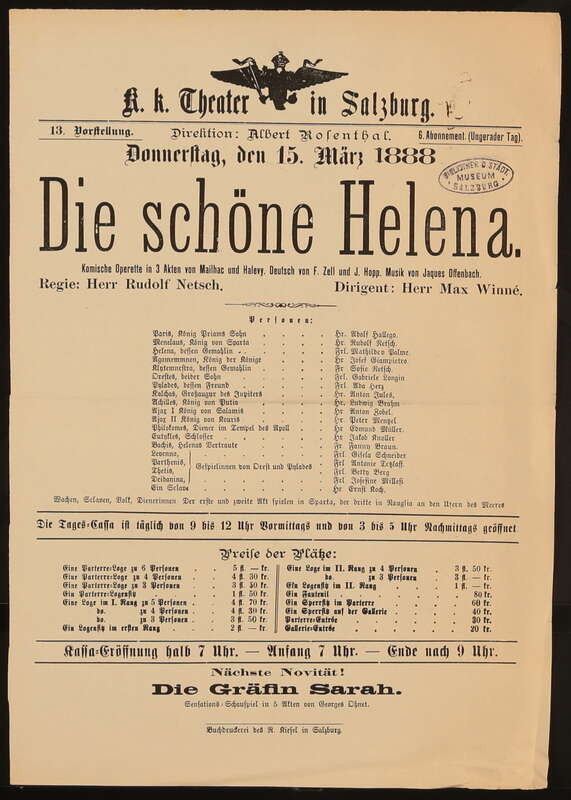 K. k. Theater in Salzburg.
13. Vorstellung. Direktion: Albert Rosenthal. 6. Abonnement. (Ungerader Tag).
Donnerstag, den 15. März 1888
MUSEUM
SALZBURG
Die schöne Helena.
Komische Operette in 3 Akten von Mailhac und Halevy. Deutsch von F. Zell und J. Hopp. Musik von Jaques Offenbach.
Regie: Herr Rudolf Netsch. Dirigent: Herr Max Winné.
Personen:
Paris, König Priams Sohn . . . . Hr. Adolf Hallego.
Menelaus, König von Sparta . . . . Hr. Rudolf Netsch.
Helena, dessen Gemahlin . . . . . Frl. Mathilde Palme.
Agamemnon, König der Könige . . . . Hr Josef Giampietro
Klytemnestra, dessen Gemahlin . . . . Fr Sofie Netsch.
Orestes, beider Sohn . . . . . Frl. Gabriele Longin
Pylades, dessen Freund . . . . . Frl. Ada Herz
Kalchas, Großaugur des Jupiters . . . . Hr. Anton Jules,
Achilles, König von . . . . Hr. Ludwig Brahm
Ajax I König von Salamis . . . . Hr. Anton Zobel.
Ajax II König von . . . . Hr. Peter Menzel.
Philokomus, Diener im Tempel des Apoll . . . . Hr Edmund Müller.
Eutykles, Schlosser . . . . . Hr. Jakob Knoller
Bachis, Helenas Vertraute . . . . Fr. Fanny Braun.
Leoenne, Frl. Gisela Schneider
Parthenis, Gespielinnen von Orest und Pylades Frl. Antonie Tetzlaff.
Thetis, Frl. Betty Berg
Frl. Josefine
Ein Sclave . . . . . Hr. Ernst Koch.
Wachen, Sclaven, Volk, Dienerinnen. Der erste und zweite Akt spielen in Sparta, der dritte in Nauplia an den Ufern des Meeres
Die Tages-Cassa ist täglich von 9 bis 12 Uhr Vormittags und von 3 bis 5 Uhr Nachmittags geöffnet
Preise der Plätze:
Eine Parterre-Loge zu 6 Personen . . 5 fl. — kr.
Eine Parterre-Loge zu 4 Personen . . 4 fl. 30 kr.
Eine Parterre-Loge zu 3 Personen . . 3 fl. 50 kr.
Ein Parterre-Logensitz . . . 1 fl. 50 kr.
Eine Loge im I. Rang zu 5 Personen . . 4 fl. 70 kr.
do. zu 4 Personen . . 4 fl. 30 kr.
do. zu 3 Personen . . 3 fl. 50 kr.
Ein Logensitz im ersten Rang . . 2 fl. — kr.
Eine Loge im II. Rang zu 4 Personen . . 3 fl. 50 kr.
do. zu 3 Personen . . 3 fl. — kr.
Ein Logensitz im II. Rang . . . 1 fl. — kr.
Ein Fauteuil . . . . 80 kr.
Ein Sperrsitz im Parterre . . . . 60 kr.
Ein Sperrsitz auf der Gallerie . . . . 40 kr.
Parterre-Entrée . . . . . 30 kr.
Gallerie-Entrée . . . . . 20 kr.
Kassa-Eröffnung halb 7 Uhr. — Anfang 7 Uhr. — Ende nach 9 Uhr.
Nächste Novität!
Die Gräfin Sarah.
Sensations-Schauspiel in 5 Akten von Georges Ohnet.
Buchdruckerei des R. Kiesel in Salzburg.